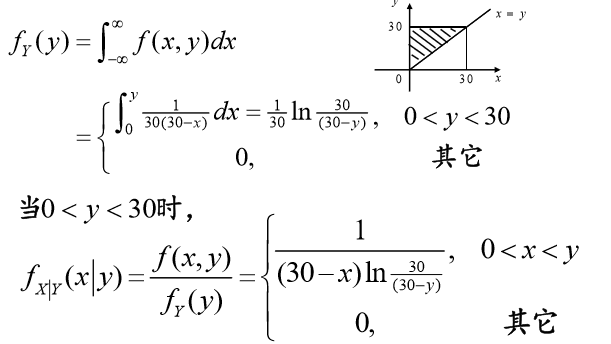 f_Y(y) = ∫_{-∞}^{∞} f(x, y)dx
y
30
x = y
0
30
x
= { ∫_0^y 1/(30(30-x)) dx = 1/30 ln 30/(30-y), 0 < y < 30
0, 其它
当0 < y < 30时,
f_{X|Y}(x|y) = f(x, y)/f_Y(y) = { 1/((30-x) ln 30/(30-y)), 0 < x < y
0, 其它